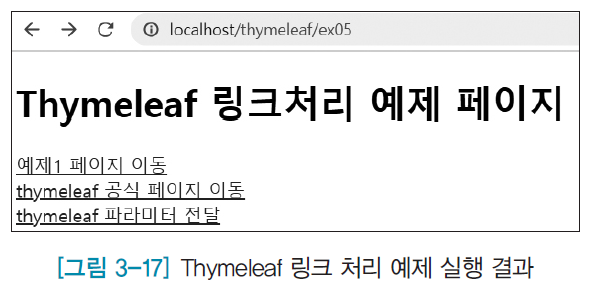 localhost/thymeleaf/ex05
Thymeleaf 링크처리 예제 페이지
예제1 페이지 이동
thymeleaf 공식 페이지 이동
thymeleaf 파라미터 전달
[그림 3-17] Thymeleaf 링크 처리 예제 실행 결과